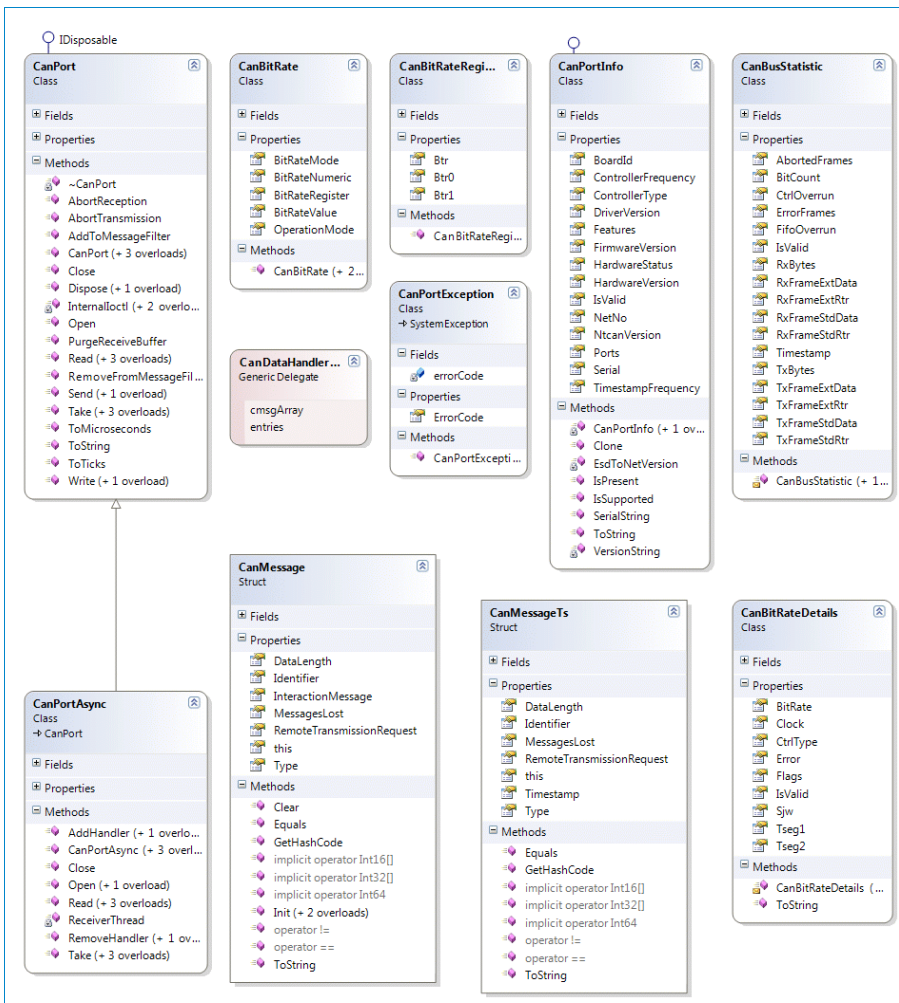 IDisposable
CanPort
Class
Fields
Properties
Methods
~CanPort
AbortReception
AbortTransmission
AddToMessageFilter
CanPort (+ 3 overloads)
Close
Dispose (+ 1 overload)
InternalIoctl (+ 2 overlo...
Open
PurgeReceiveBuffer
Read (+ 3 overloads)
RemoveFromMessageFil...
Send (+ 1 overload)
Take (+ 3 overloads)
ToMicroseconds
ToString
ToTicks
Write (+ 1 overload)
CanBitRate
Class
Fields
Properties
BitRateMode
BitRateNumeric
BitRateRegister
BitRateValue
OperationMode
Methods
CanBitRate (+ 2...
CanBitRateRegi...
Class
Fields
Properties
Btr
Btr0
Btr1
Methods
CanBitRateRegi...
CanPortInfo
Class
Fields
Properties
BoardId
ControllerFrequency
ControllerType
DriverVersion
Features
FirmwareVersion
HardwareStatus
HardwareVersion
IsValid
NetNo
NtcanVersion
Ports
Serial
TimestampFrequency
Methods
CanPortInfo (+ 1 ov...
Clone
EsdToNetVersion
IsPresent
IsSupported
SerialString
ToString
VersionString
CanBusStatistic
Class
Fields
Properties
AbortedFrames
BitCount
CtrlOverrun
ErrorFrames
FifoOverrun
IsValid
RxBytes
RxFrameExtData
RxFrameExtRtr
RxFrameStdData
RxFrameStdRtr
Timestamp
TxBytes
TxFrameExtData
TxFrameExtRtr
TxFrameStdData
TxFrameStdRtr
Methods
CanBusStatistic (+ 1...
CanDataHandler...
Generic Delegate
cmsgArray
entries
CanPortException
Class
SystemException
Fields
errorCode
Properties
ErrorCode
Methods
CanPortExcepti...
CanPortAsync
Class
CanPort
Fields
Properties
Methods
AddHandler (+ 1 overlo...
CanPortAsync (+ 3 overl...
Close
Open (+ 1 overload)
Read (+ 3 overloads)
ReceiverThread
RemoveHandler (+ 1 ov...
Take (+ 3 overloads)
CanMessage
Struct
Fields
Properties
DataLength
Identifier
InteractionMessage
MessagesLost
RemoteTransmissionRequest
this
Type
Methods
Clear
Equals
GetHashCode
implicit operator Int16[]
implicit operator Int32[]
implicit operator Int64
Init (+ 2 overloads)
operator !=
operator ==
ToString
CanMessageTs
Struct
Fields
Properties
DataLength
Identifier
MessagesLost
RemoteTransmissionRequest
this
Timestamp
Type
Methods
Equals
GetHashCode
implicit operator Int16[]
implicit operator Int32[]
implicit operator Int64
operator !=
operator ==
ToString
CanBitRateDetails
Class
Fields
Properties
BitRate
Clock
CtrlType
Error
Flags
IsValid
Sjw
Tseg1
Tseg2
Methods
CanBitRateDetails (...
ToString